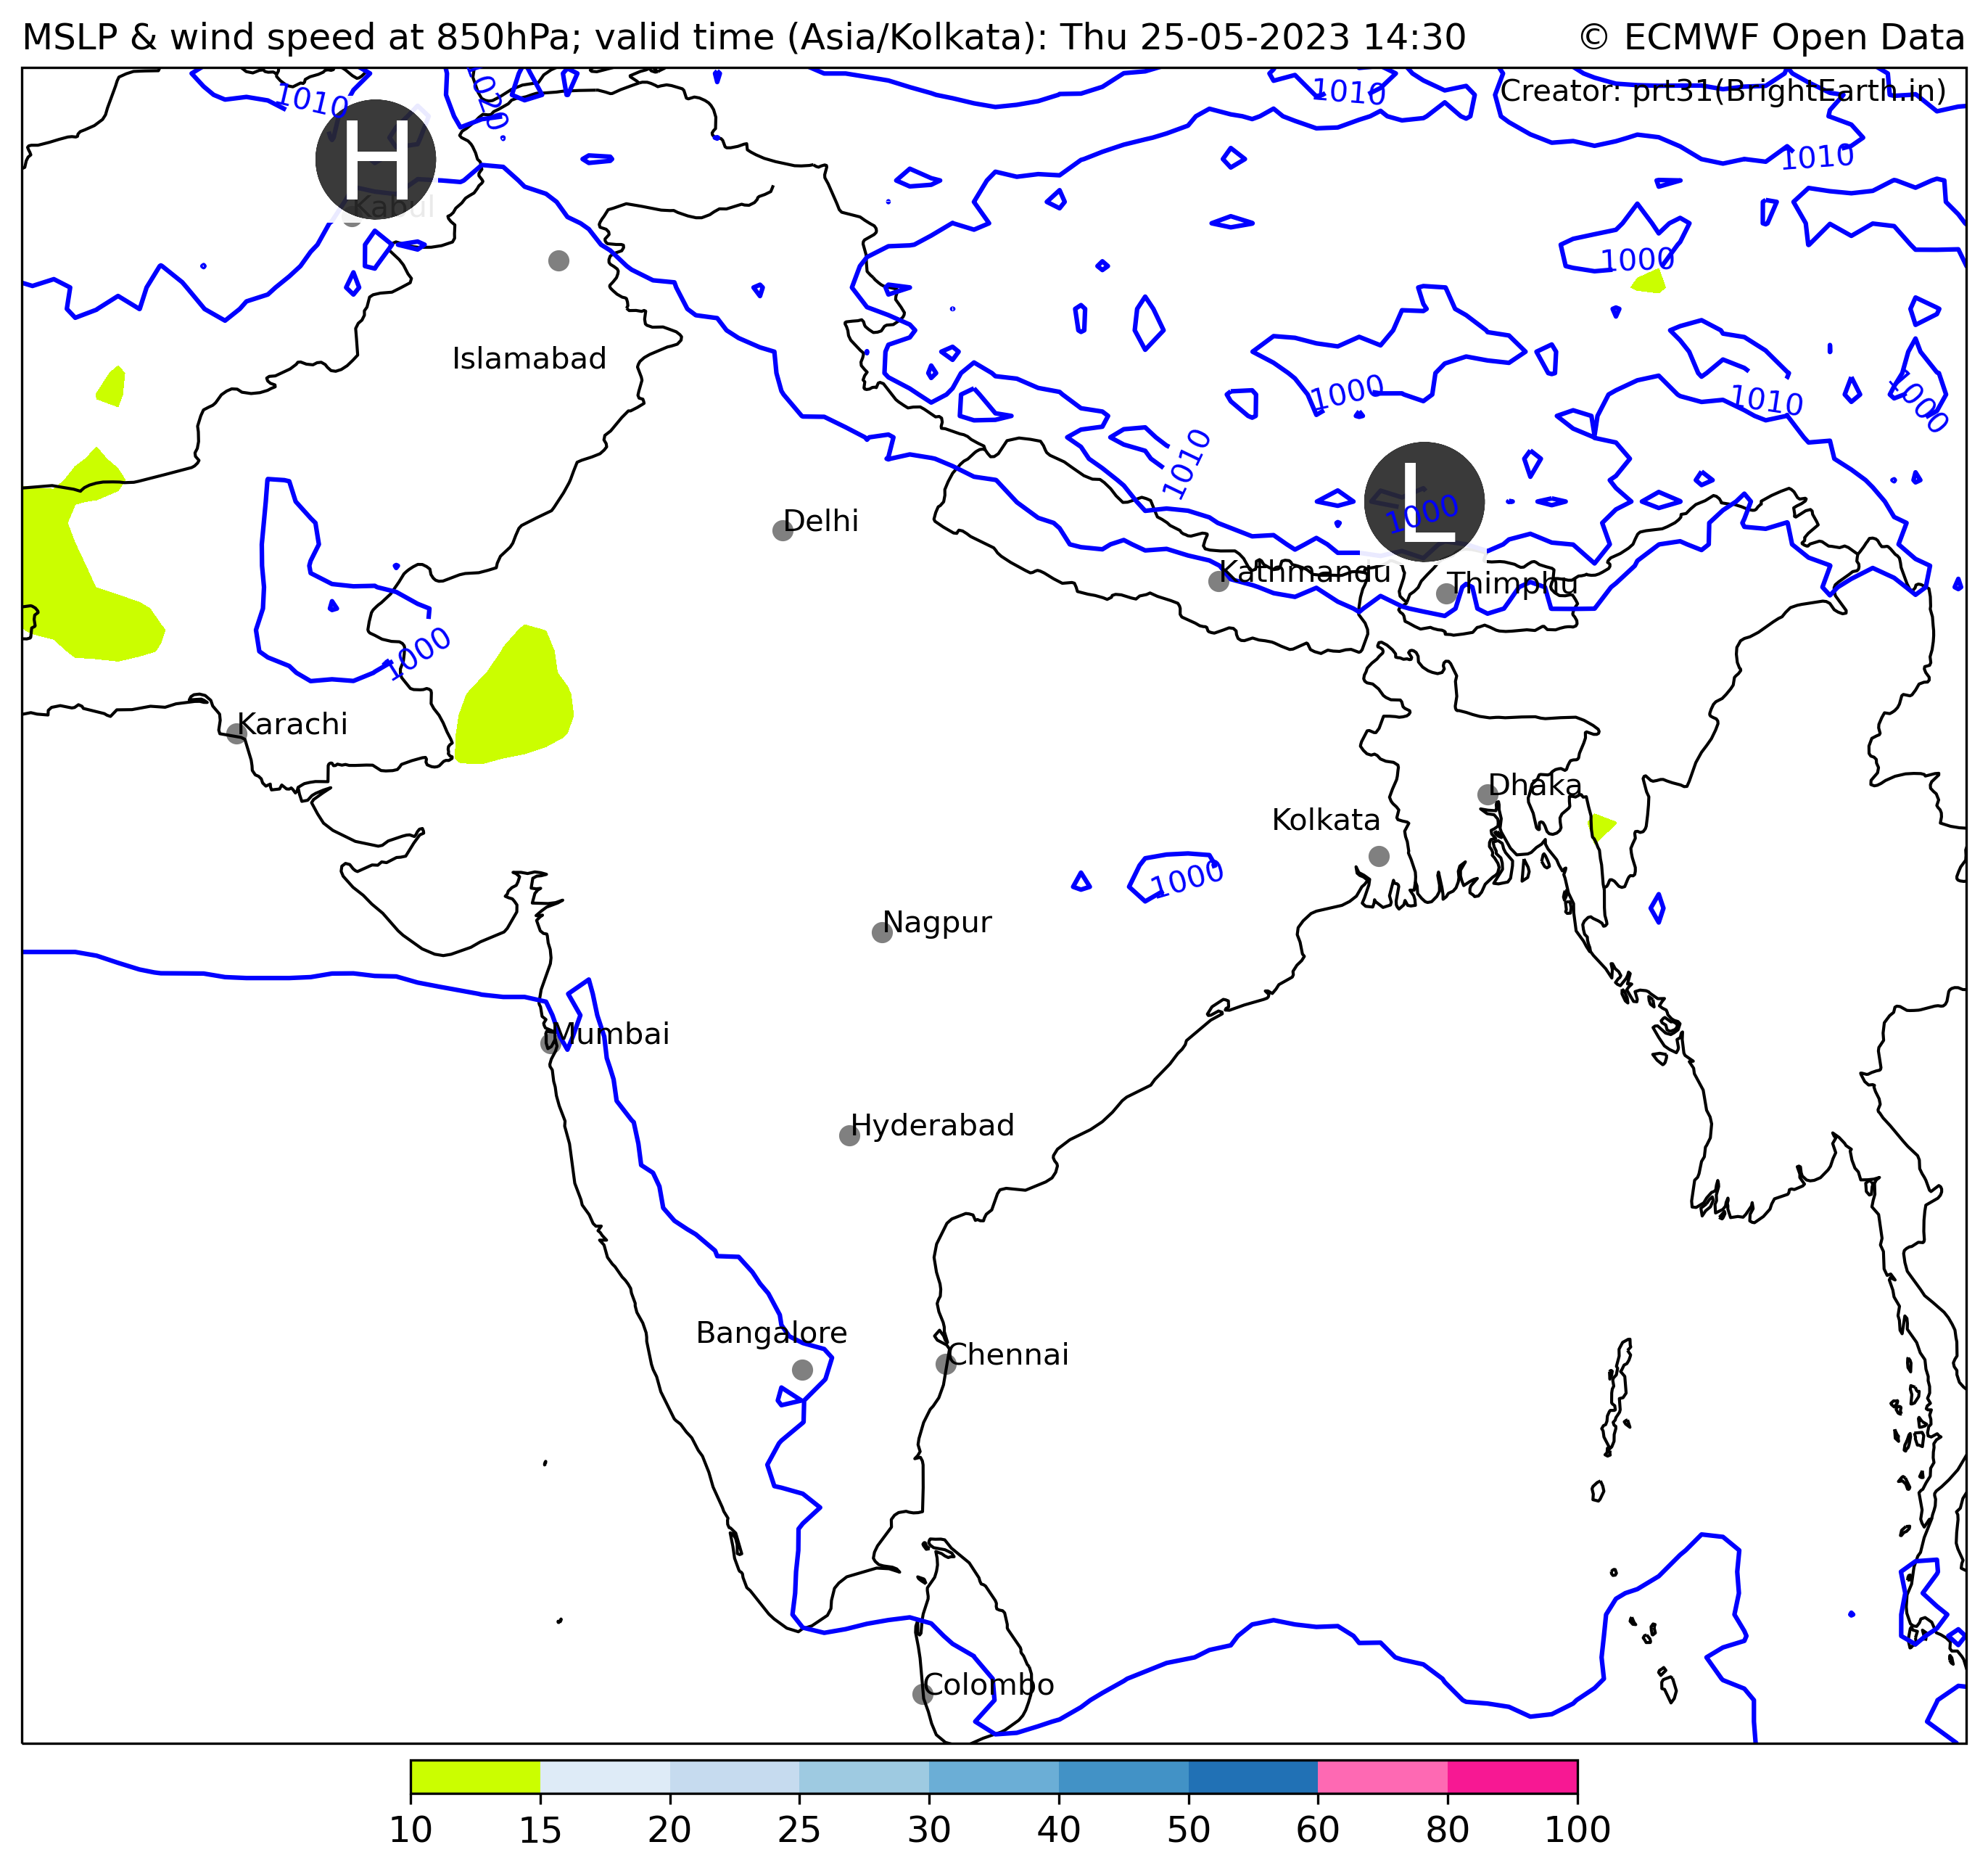 MSLP & wind speed at 850hPa; valid time (Asia/Kolkata): Thu 25-05-2023 14:30
© ECMWF Open Data
Creator: prt31(BrightEarth.in)
1010
1020
1010
1010
H
Kabul
1000
Islamabad
1000
1010
1000
1010
L
1000
Delhi
Kathmandu
Thimphu
1000
Karachi
Dhaka
Kolkata
1000
Nagpur
Mumbai
Hyderabad
Bangalore
Chennai
Colombo
10 15 20 25 30 40 50 60 80 100